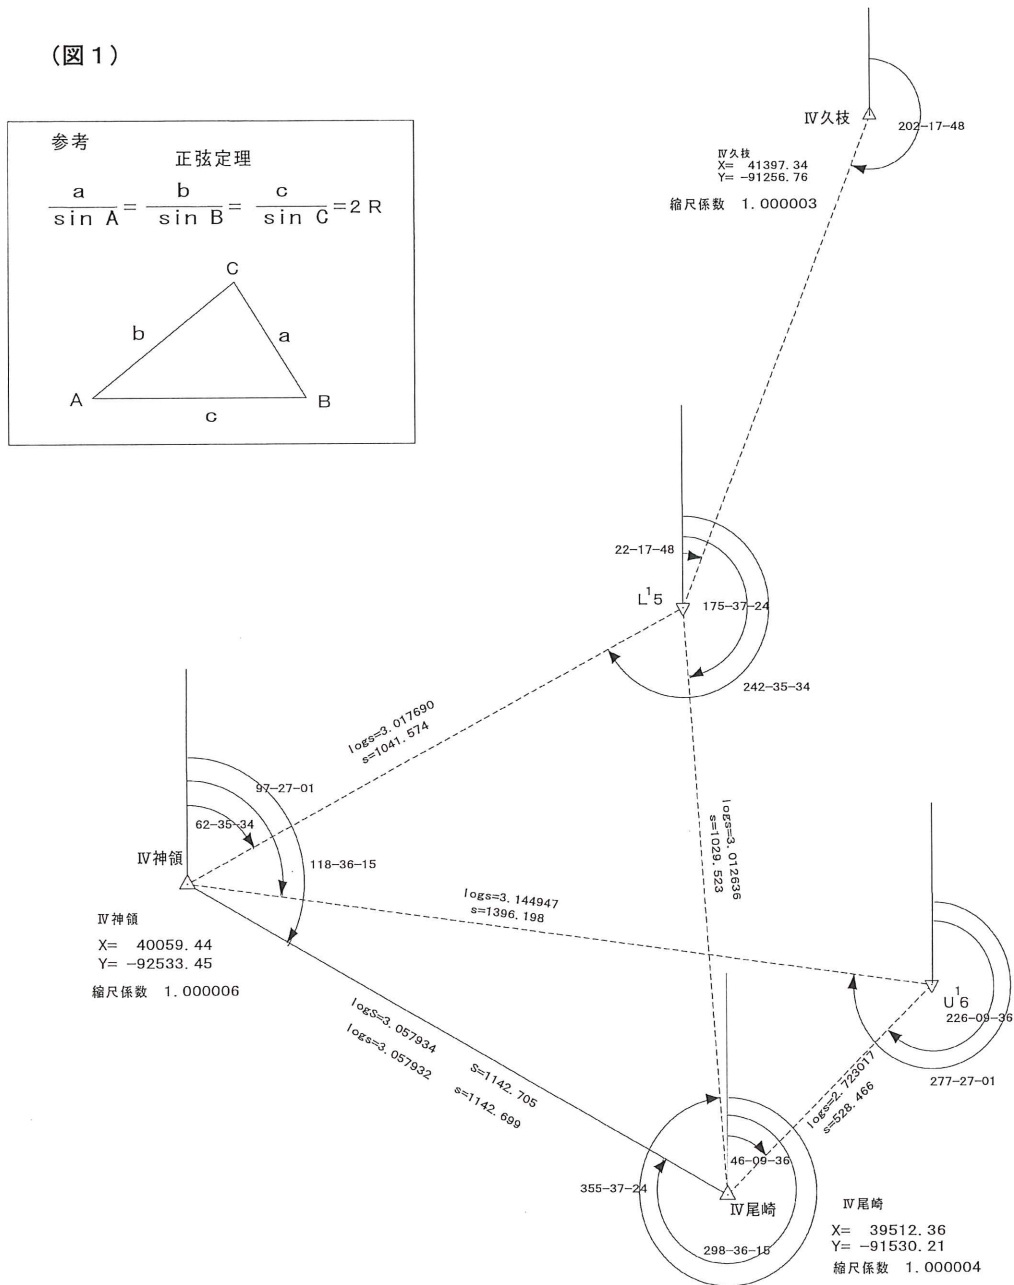 （図１）
参考
正弦定理
a/sin A = b/sin B = c/sin C = 2 R
C
b
a
A
B
c
Ⅳ久枝
202-17-48
Ⅳ久枝
X= 41397.34
Y= -91256.76
縮尺係数 1.000003
22-17-48
L¹5
175-37-24
242-35-34
logs=3.017690
s=1041.574
97-27-01
62-35-34
118-36-15
Ⅳ神領
Ⅳ神領
X= 40059.44
Y= -92533.45
縮尺係数 1.000006
logs=3.012636
s=1029.523
logs=3.144947
s=1396.198
U¹6
226-09-36
277-27-01
logs=2.723017
s=528.466
logS=3.057934 S=1142.705
logs=3.057932 s=1142.699
46-09-36
355-37-24
Ⅳ尾崎
298-36-15
Ⅳ尾崎
X= 39512.36
Y= -91530.21
縮尺係数 1.000004